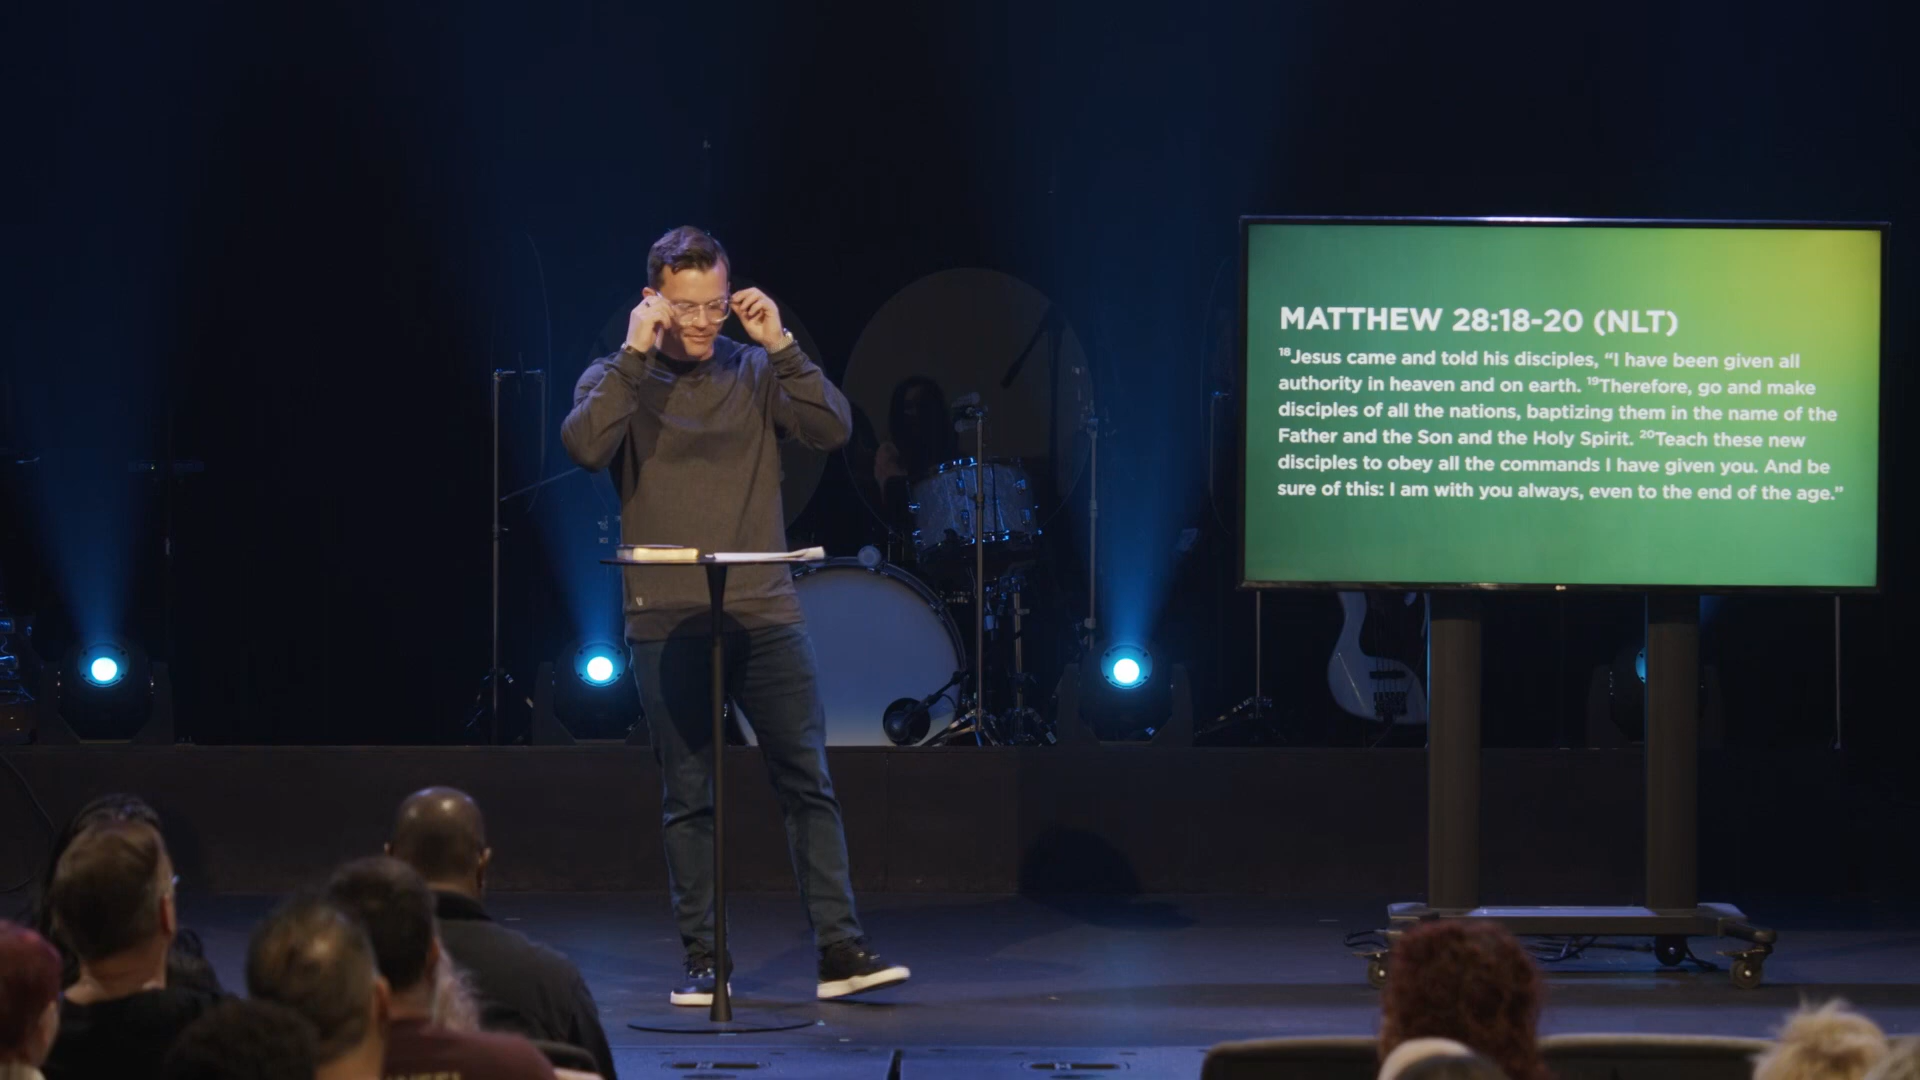 MATTHEW 28:18-20 (NLT)
18Jesus came and told his disciples, “I have been given all
authority in heaven and on earth. 19Therefore, go and make
disciples of all the nations, baptizing them in the name of the
Father and the Son and the Holy Spirit. 20Teach these new
disciples to obey all the commands I have given you. And be
sure of this: I am with you always, even to the end of the age.”